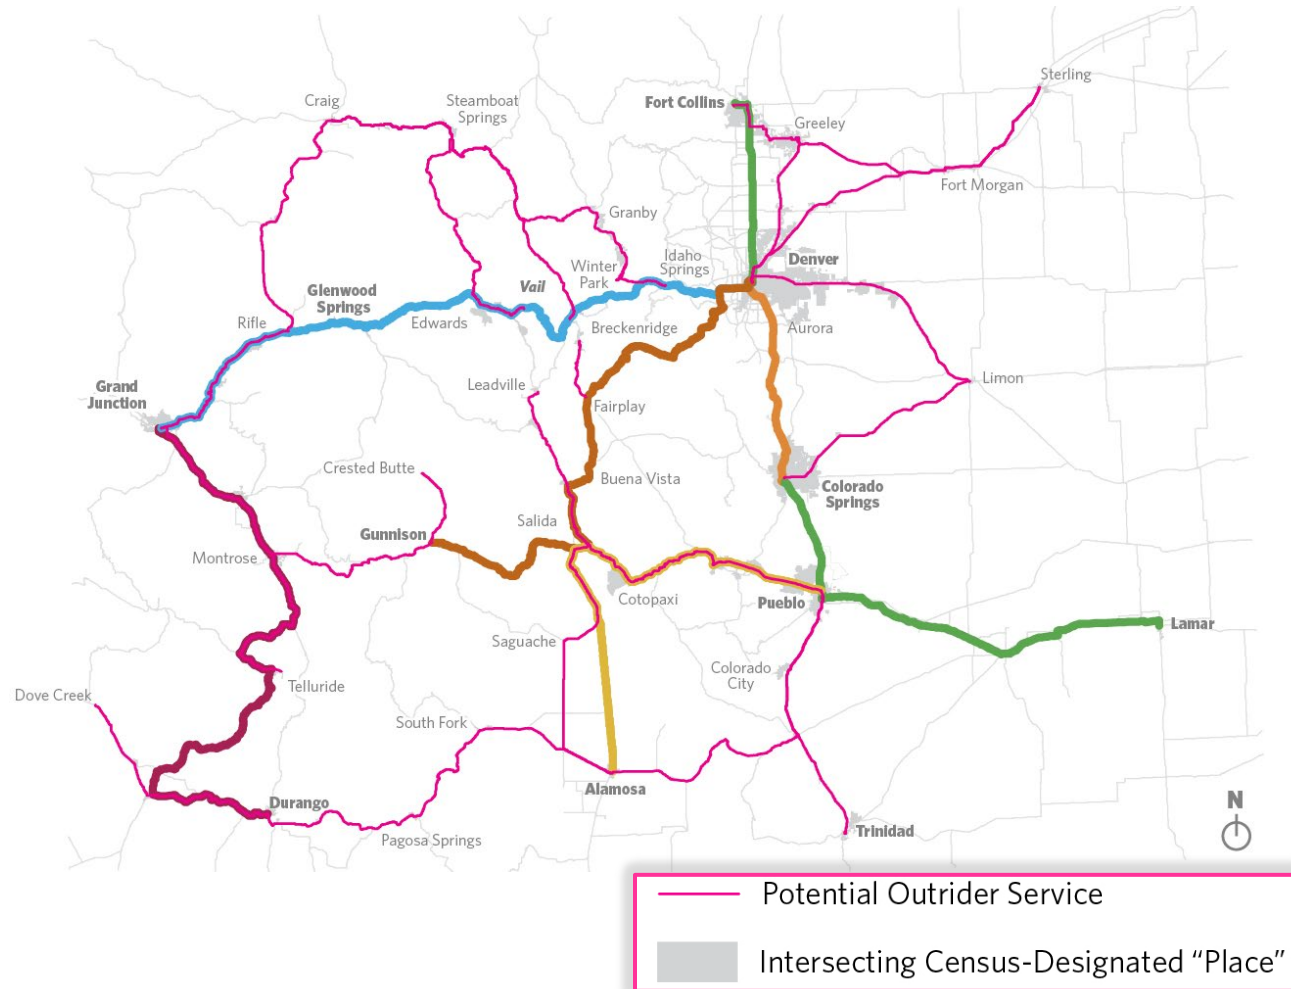 Sterling
Craig
Steamboat
Springs
Fort Collins
Greeley
Fort Morgan
Granby
Idaho
Springs
Denver
Winter
Park
Vail
Glenwood
Springs
Rifle
Edwards
Breckenridge
Aurora
Limon
Grand
Junction
Leadville
Fairplay
Crested Butte
Buena Vista
Colorado
Springs
Salida
Gunnison
Montrose
Cotopaxi
Pueblo
Lamar
Saguache
Colorado
City
Telluride
Dove Creek
South Fork
Alamosa
Durango
N
Trinidad
Pagosa Springs
Potential Outrider Service
Intersecting Census-Designated “Place”